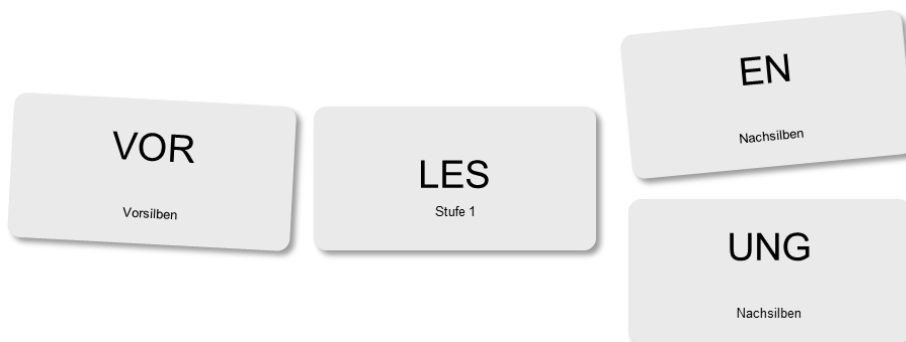 VOR
Vorsilben
LES
Stufe 1
EN
Nachsilben
UNG
Nachsilben